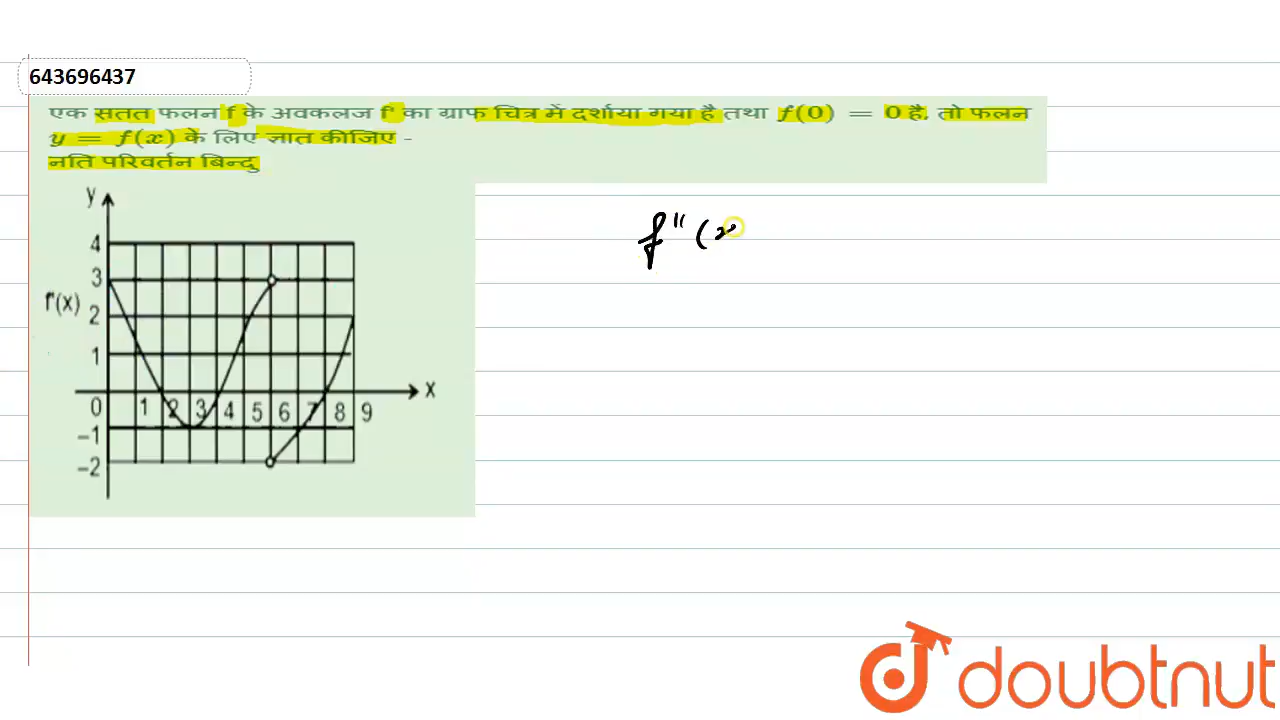 643696437
एक सतत फलन f के अवकलज f' का ग्राफ चित्र में दर्शाया गया है तथा f(0) = 0 है, तो फलन
y = f(x) के लिए ज्ञात कीजिए -
नति परिवर्तन बिन्दु
f''(x
y
4
3
f'(x)
2
1
x
0 1 2 3 4 5 6 7 8 9
-1
-2
doubtnut